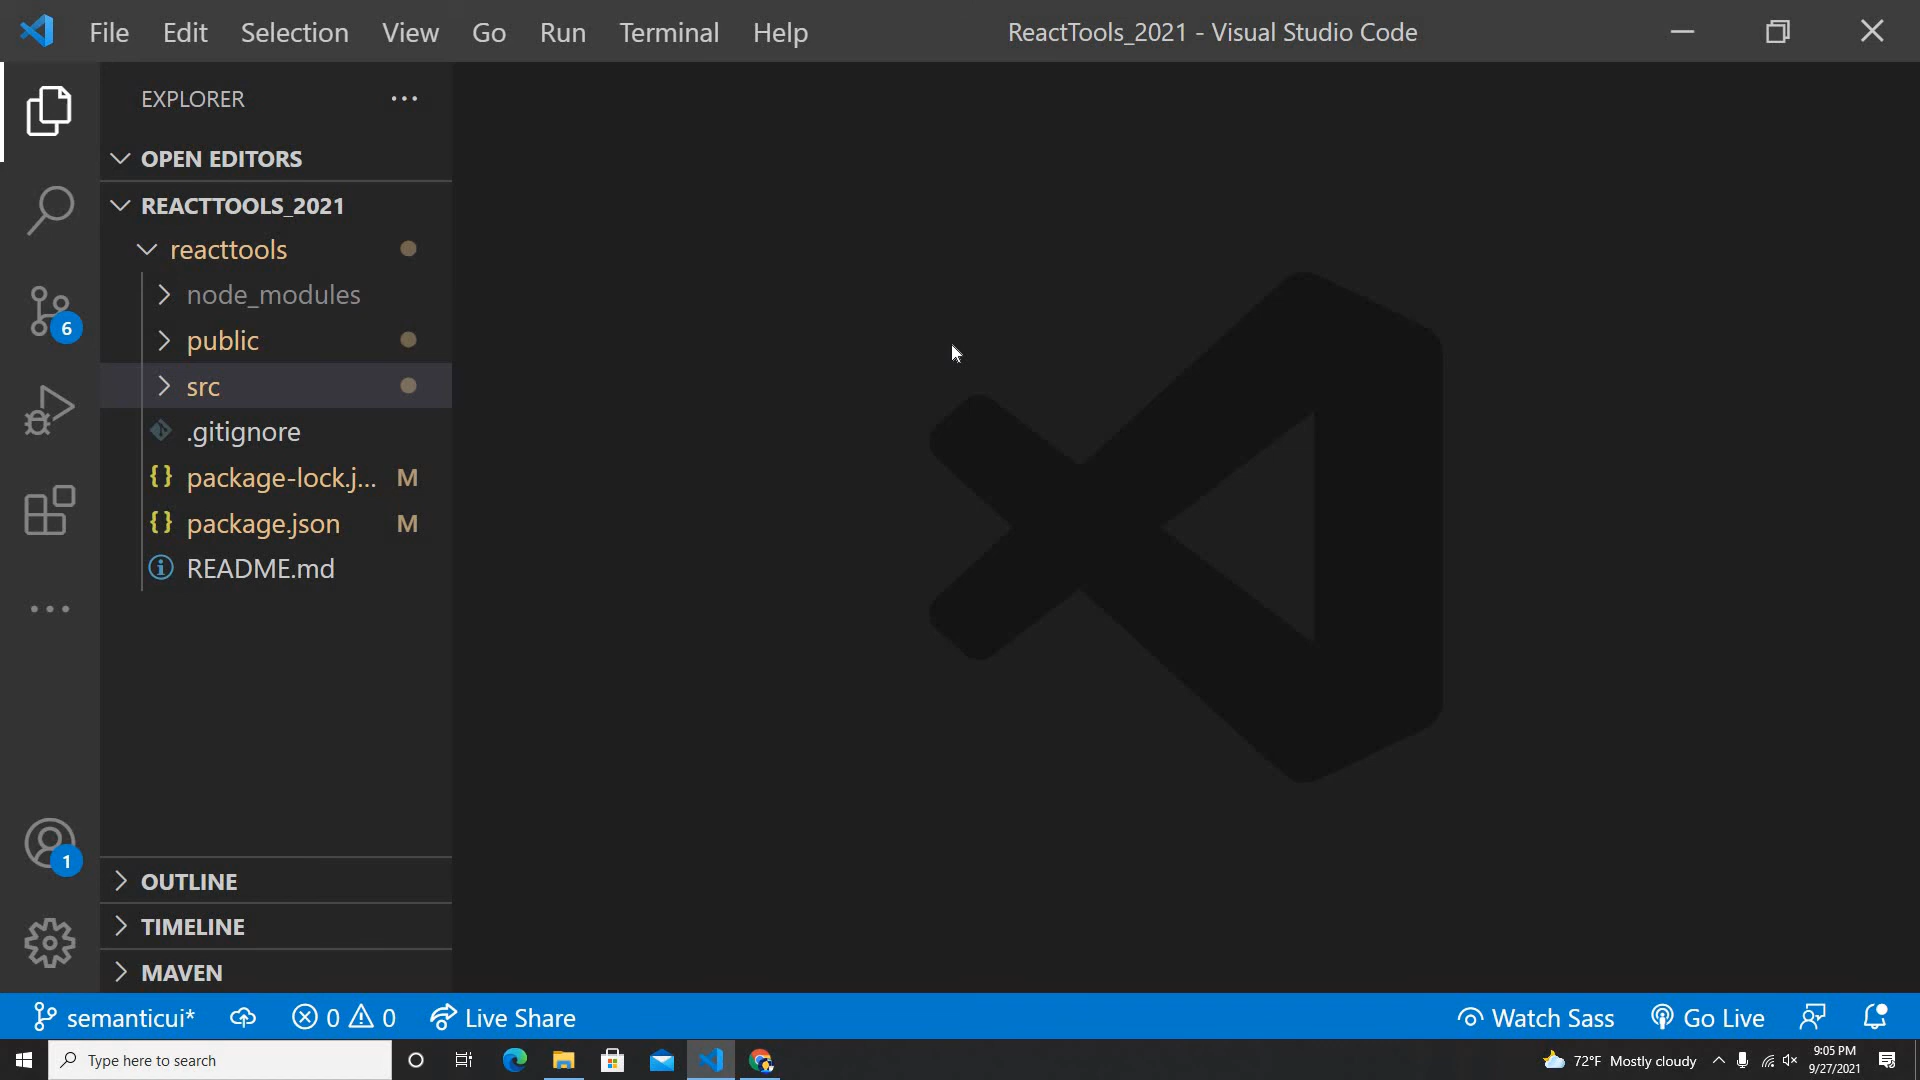 File Edit Selection View Go Run Terminal Help ReactTools_2021 - Visual Studio Code
EXPLORER
OPEN EDITORS
REACTTOOLS_2021
reacttools
node_modules
public
src
.gitignore
package-lock.j... M
package.json M
README.md
6
1
OUTLINE
TIMELINE
MAVEN
semanticui* 0 0 Live Share Watch Sass Go Live
Type here to search 72°F Mostly cloudy 9:05 PM
9/27/2021